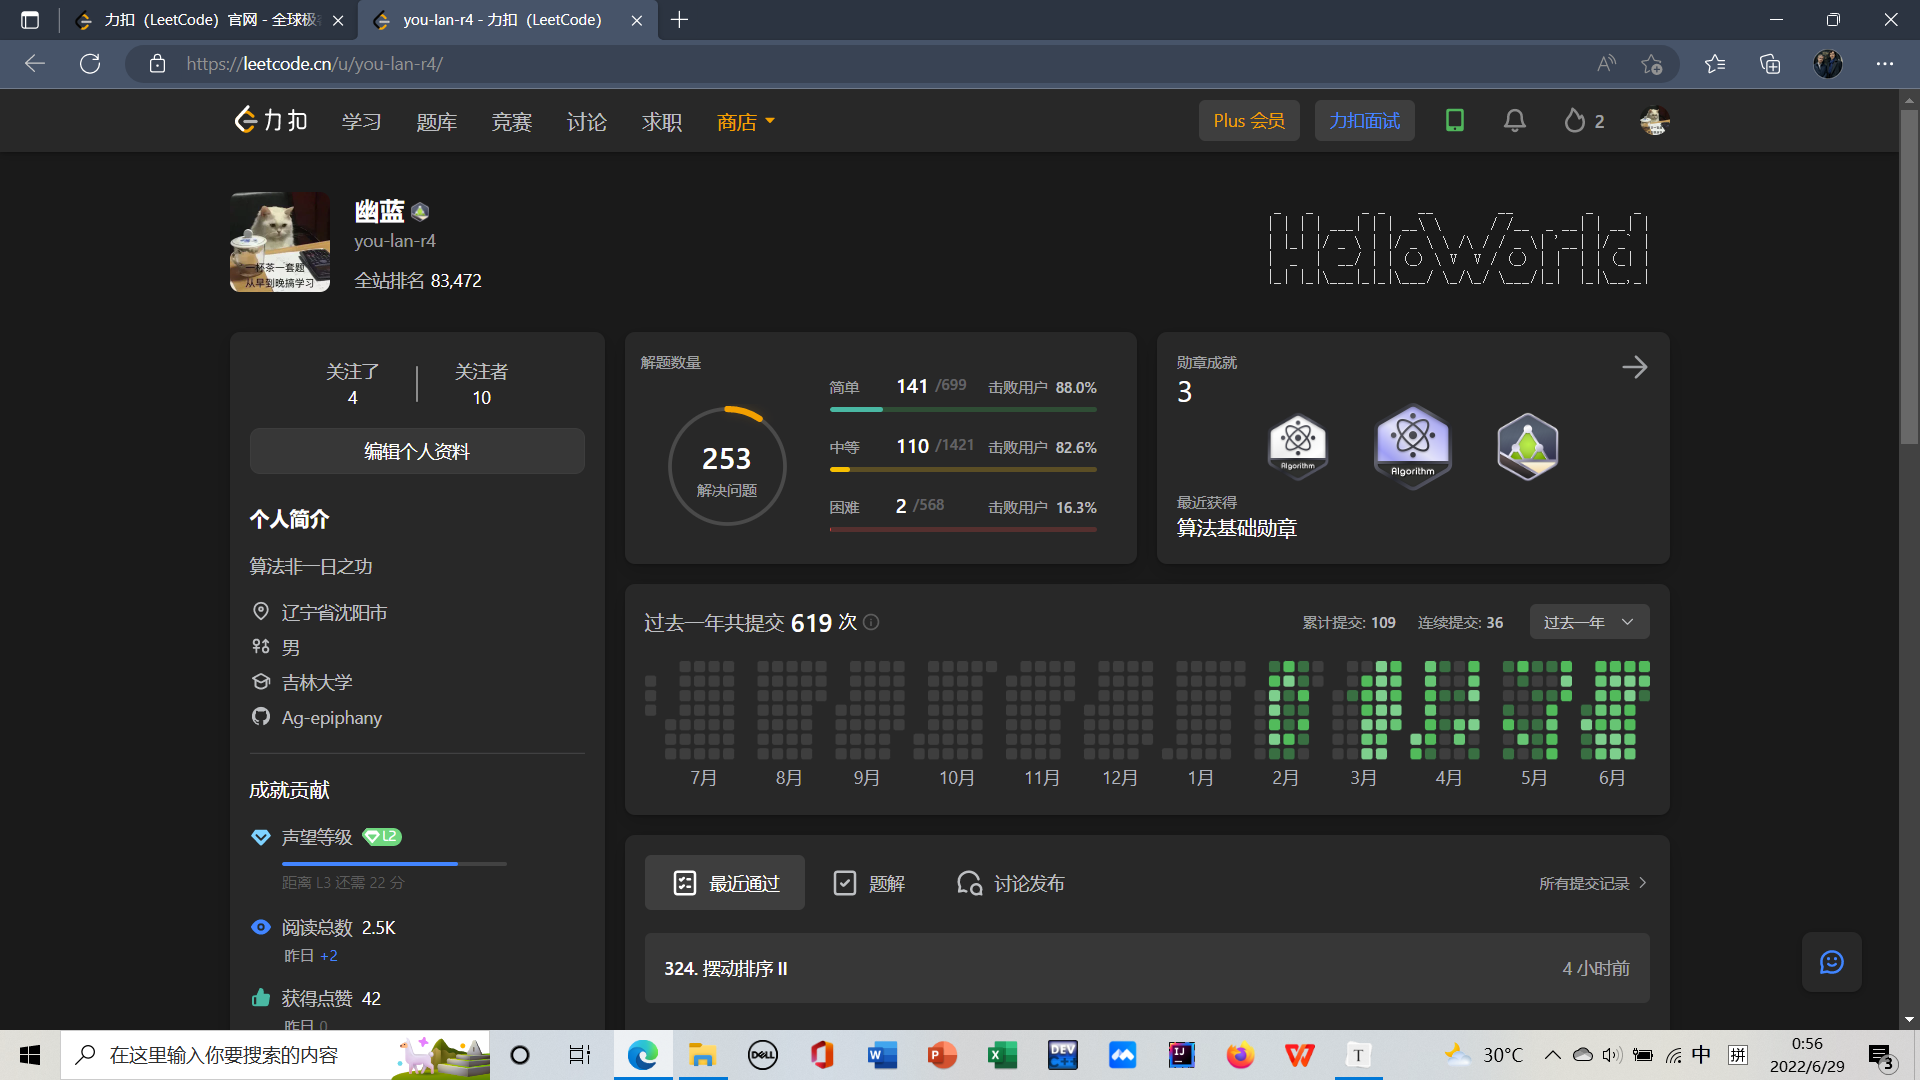 力扣（LeetCode）官网 - 全球极
you-lan-r4 - 力扣（LeetCode）
https://leetcode.cn/u/you-lan-r4/
力扣
学习
题库
竞赛
讨论
求职
商店
Plus 会员
力扣面试
2
一杯茶一套题
从早到晚搞学习
幽蓝
you-lan-r4
全站排名 83,472
关注了
4
关注者
10
编辑个人资料
个人简介
算法非一日之功
辽宁省沈阳市
男
吉林大学
Ag-epiphany
成就贡献
声望等级 L2
距离 L3 还需 22 分
阅读总数 2.5K
昨日 +2
获得点赞 42
昨日 0
解题数量
253
解决问题
简单 141 /699 击败用户 88.0%
中等 110 /1421 击败用户 82.6%
困难 2 /568 击败用户 16.3%
勋章成就
3
Algorithm
Algorithm
最近获得
算法基础勋章
过去一年共提交 619 次
累计提交: 109
连续提交: 36
过去一年
7月
8月
9月
10月
11月
12月
1月
2月
3月
4月
5月
6月
最近通过
题解
讨论发布
所有提交记录
324. 摆动排序 II
4 小时前
在这里输入你要搜索的内容
DELL
DEV
C++
W
P
X
IJ
T
30°C
中
拼
0:56
2022/6/29
3